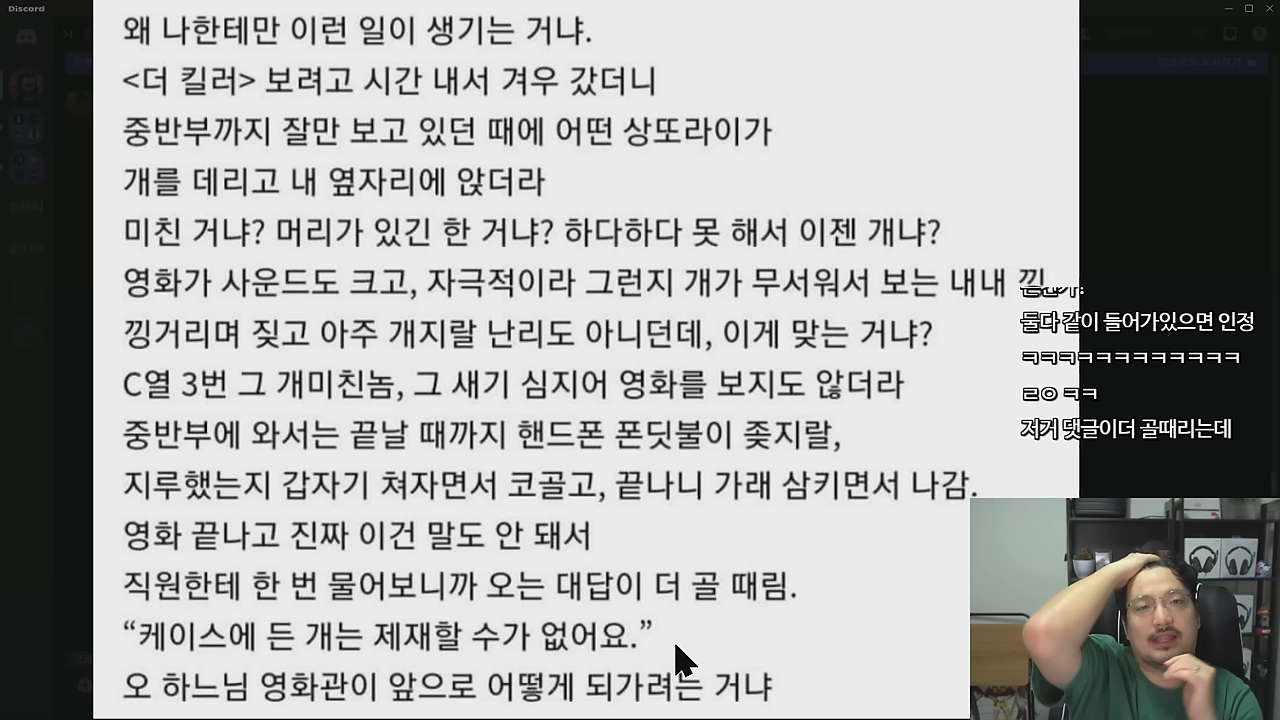 Discord
왜 나한테만 이런 일이 생기는 거냐.
<더 킬러> 보려고 시간 내서 겨우 갔더니
중반부까지 잘만 보고 있던 때에 어떤 상또라이가
개를 데리고 내 옆자리에 앉더라
미친 거냐? 머리가 있긴 한 거냐? 하다하다 못 해서 이젠 개냐?
영화가 사운드도 크고, 자극적이라 그런지 개가 무서워서 보는 내내 낑
낑거리며 짖고 아주 개지랄 난리도 아니던데, 이게 맞는 거냐?
C열 3번 그 개미친놈, 그 새기 심지어 영화를 보지도 않더라
중반부에 와서는 끝날 때까지 핸드폰 폰딧불이 좆지랄,
지루했는지 갑자기 쳐자면서 코골고, 끝나니 가래 삼키면서 나감.
영화 끝나고 진짜 이건 말도 안 돼서
직원한테 한 번 물어보니까 오는 대답이 더 골 때림.
“케이스에 든 개는 제재할 수가 없어요.”
오 하느님 영화관이 앞으로 어떻게 되가려는 거냐
둘다 같이 들어가있으면 인정
ㅋㅋㅋㅋㅋㅋㅋㅋㅋㅋㅋㅋ
ㄹㅇ ㅋㅋ
저거 댓글이더 골때리는데